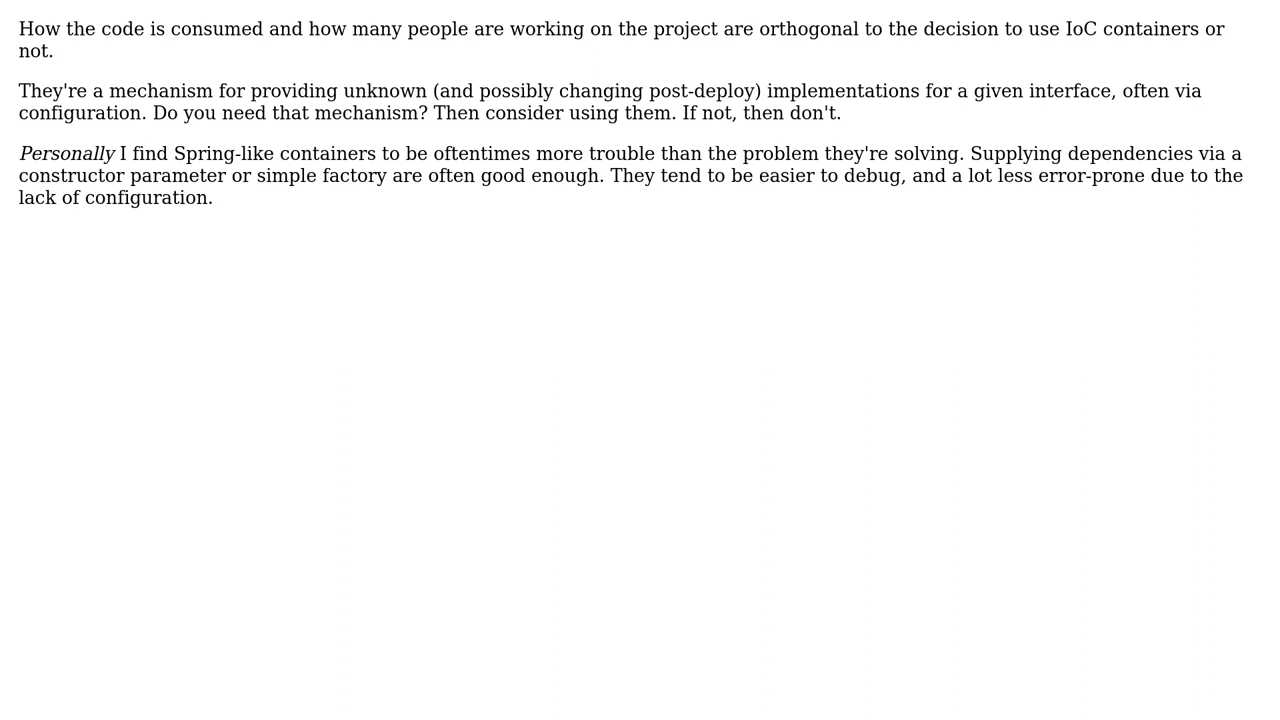 How the code is consumed and how many people are working on the project are orthogonal to the decision to use IoC containers or
not.
They're a mechanism for providing unknown (and possibly changing post-deploy) implementations for a given interface, often via
configuration. Do you need that mechanism? Then consider using them. If not, then don't.
Personally I find Spring-like containers to be oftentimes more trouble than the problem they're solving. Supplying dependencies via a
constructor parameter or simple factory are often good enough. They tend to be easier to debug, and a lot less error-prone due to the
lack of configuration.